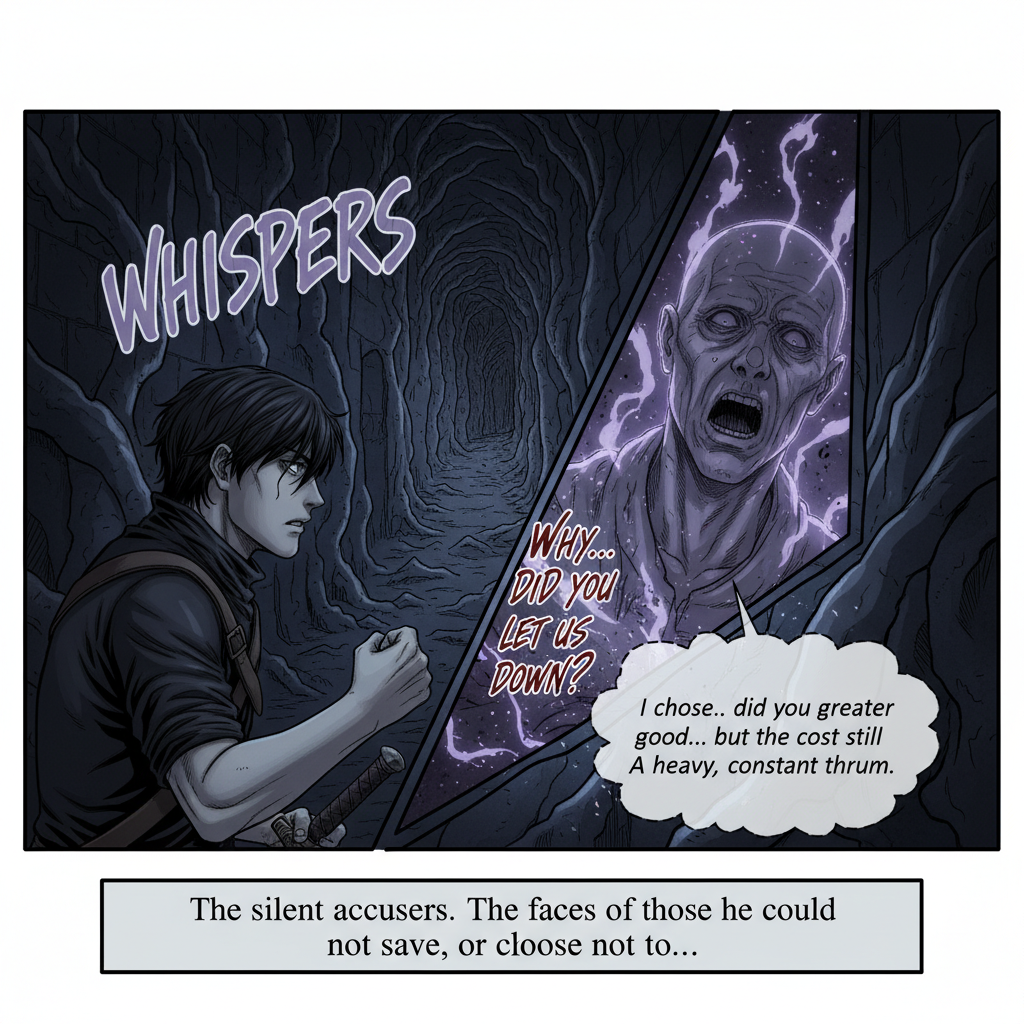 WHISPERS
WHY...
DID YOU
LET US
DOWN?
I chose.. did you greater
good... but the cost still
A heavy, constant thrum.
The silent accusers. The faces of those he could
not save, or cloose not to...